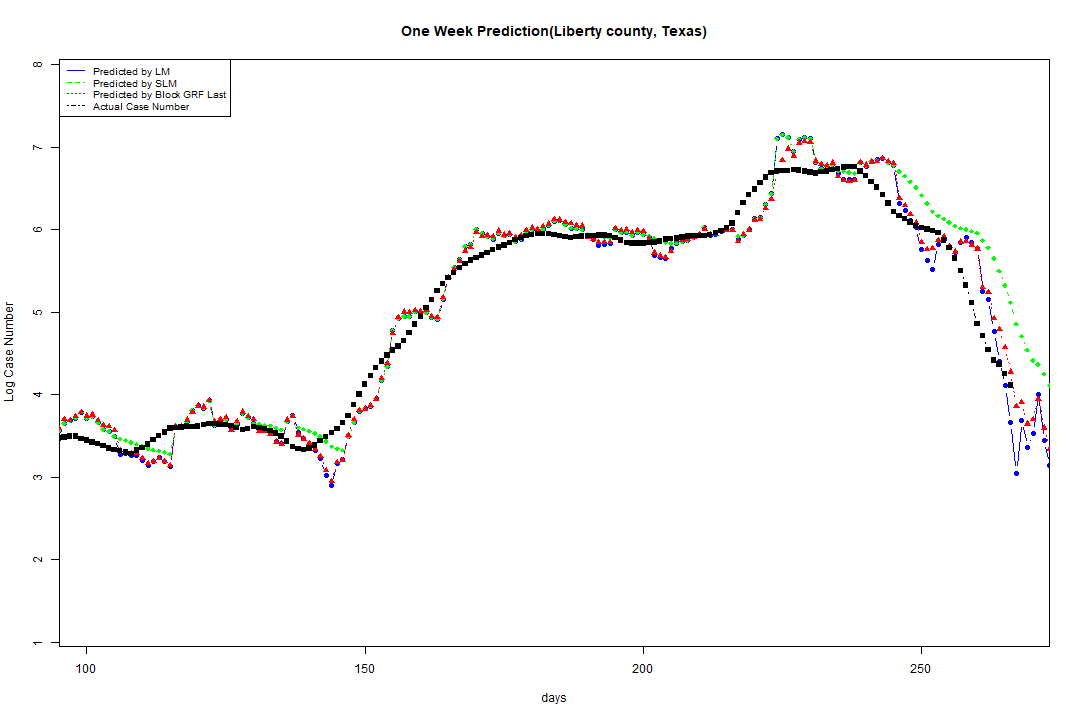 One Week Prediction(Liberty county, Texas)
Predicted by LM
Predicted by SLM
Predicted by Block GRF Last
Actual Case Number
8
7
6
5
4
3
2
1
Log Case Number
100 150 200 250
days